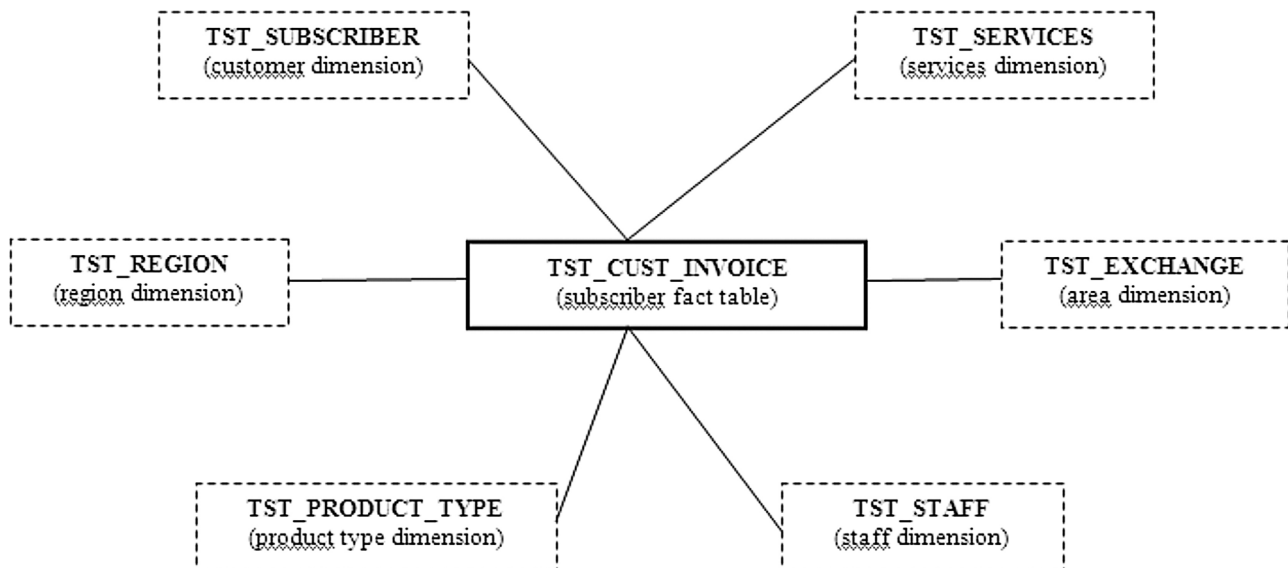 TST_SUBSCRIBER
(customer dimension)
TST_SERVICES
(services dimension)
TST_REGION
(region dimension)
TST_CUST_INVOICE
(subscriber fact table)
TST_EXCHANGE
(area dimension)
TST_PRODUCT_TYPE
(product type dimension)
TST_STAFF
(staff dimension)